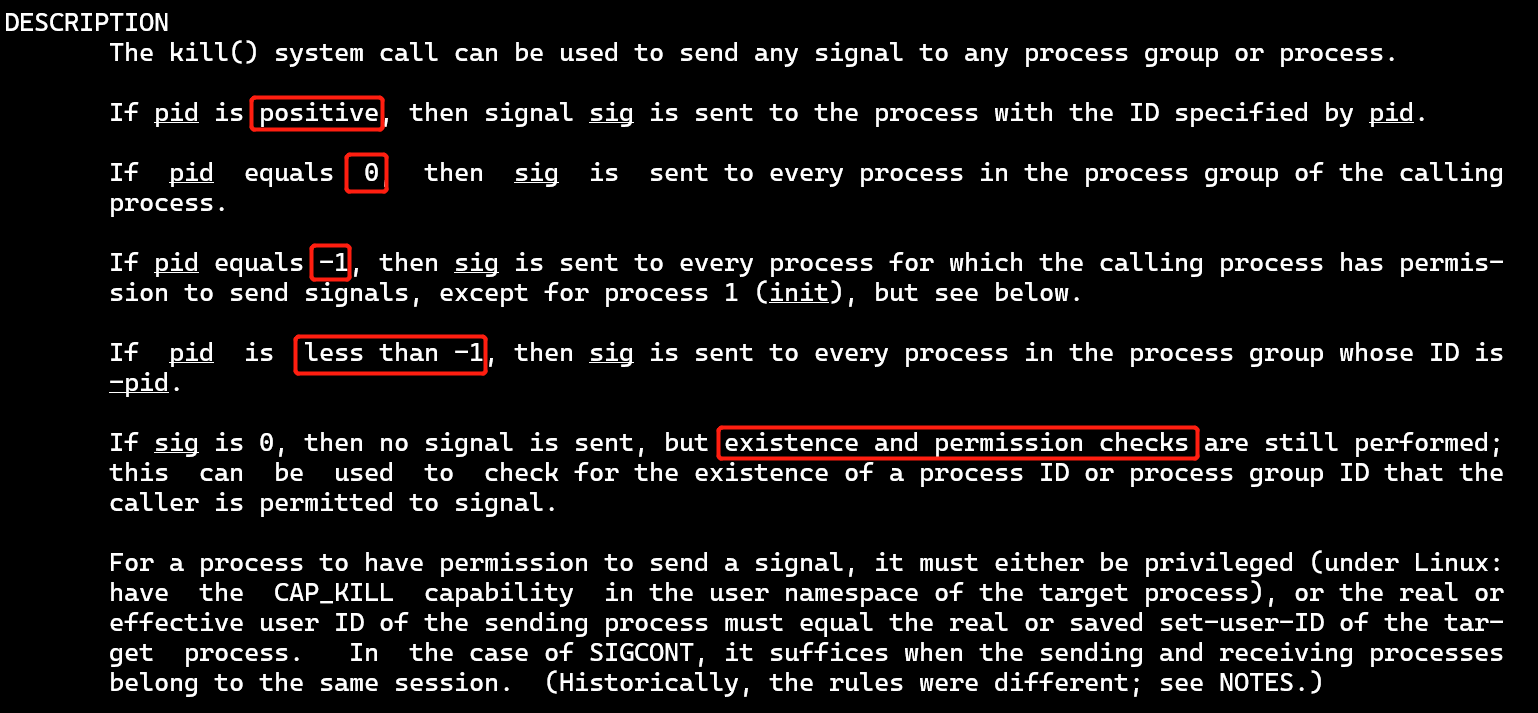 DESCRIPTION
The kill() system call can be used to send any signal to any process group or process.
If pid is positive, then signal sig is sent to the process with the ID specified by pid.
If pid equals 0, then sig is sent to every process in the process group of the calling
process.
If pid equals -1, then sig is sent to every process for which the calling process has permis-
sion to send signals, except for process 1 (init), but see below.
If pid is less than -1, then sig is sent to every process in the process group whose ID is
-pid.
If sig is 0, then no signal is sent, but existence and permission checks are still performed;
this can be used to check for the existence of a process ID or process group ID that the
caller is permitted to signal.
For a process to have permission to send a signal, it must either be privileged (under Linux:
have the CAP_KILL capability in the user namespace of the target process), or the real or
effective user ID of the sending process must equal the real or saved set-user-ID of the tar-
get process. In the case of SIGCONT, it suffices when the sending and receiving processes
belong to the same session. (Historically, the rules were different; see NOTES.)